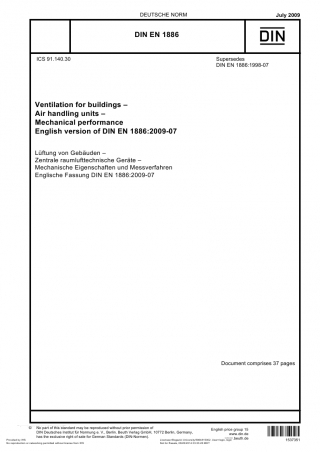 DEUTSCHE NORM
July 2009
DIN EN 1886
DIN
ICS 91.140.30
Supersedes
DIN EN 1886:1998-07
Ventilation for buildings –
Air handling units –
Mechanical performance
English version of DIN EN 1886:2009-07
Lüftung von Gebäuden –
Zentrale raumlufttechnische Geräte –
Mechanische Eigenschaften und Messverfahren
Englische Fassung DIN EN 1886:2009-07
Document comprises 37 pages
© No part of this standard may be reproduced without prior permission of
DIN Deutsches Institut für Normung e. V., Berlin. Beuth Verlag GmbH, 10772 Berlin, Germany,
has the exclusive right of sale for German Standards (DIN-Normen).
English price group 16
www.din.de
www.beuth.de